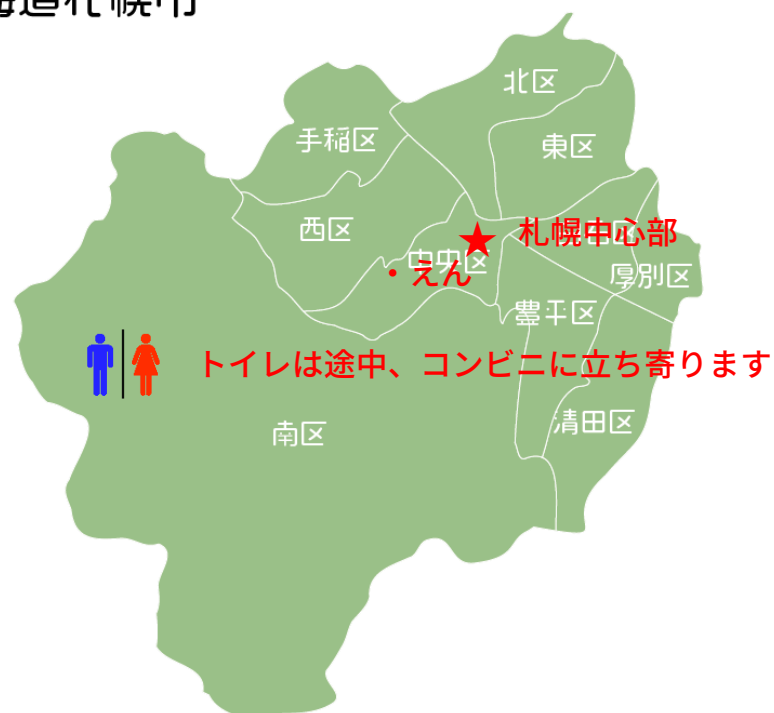 海道札幌市
北区
手稲区
東区
西区
札幌中心部
中央区
・えん
厚別区
豊平区
トイレは途中、コンビニに立ち寄ります
清田区
南区